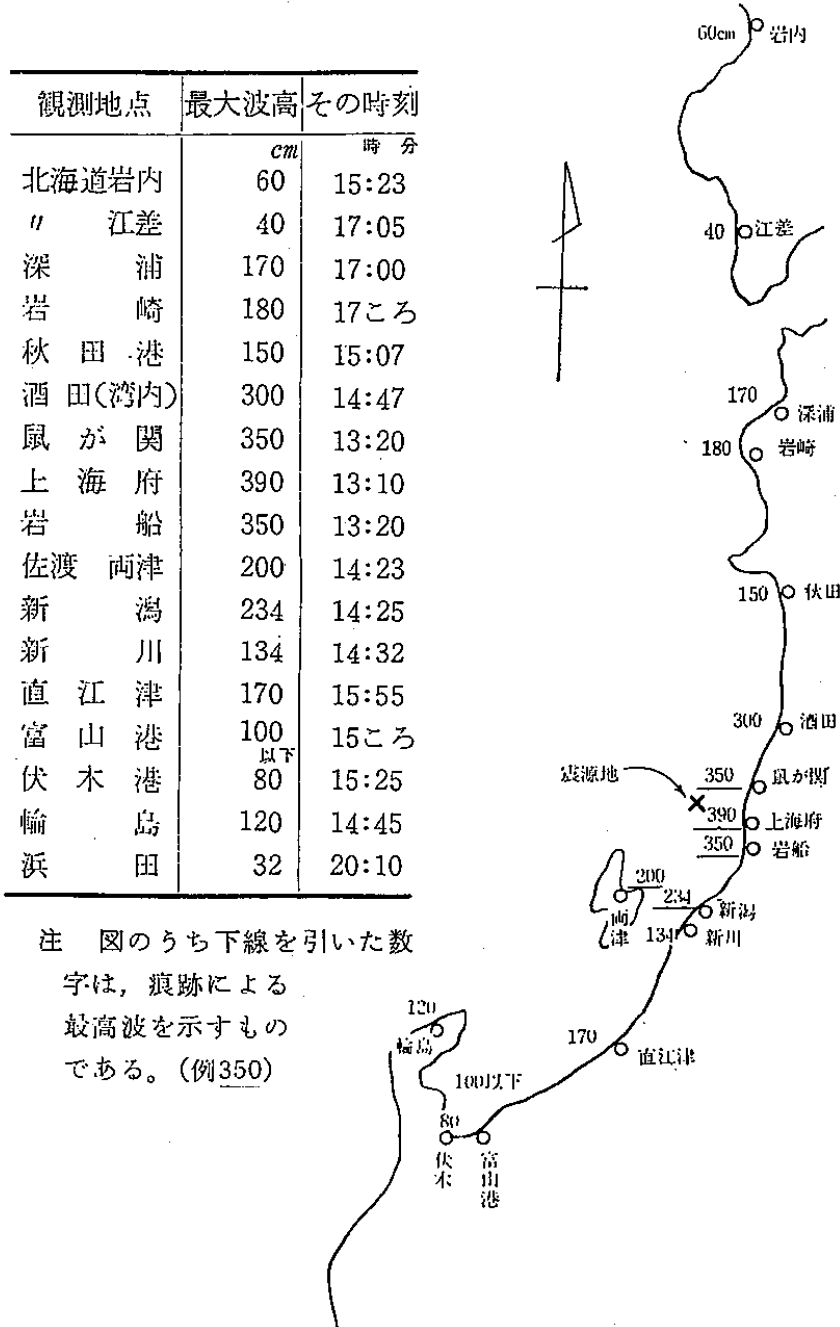 観測地点 最大波高 その時刻
cm 時 分
北海道岩内 60 15:23
〃 江差 40 17:05
深浦 170 17:00
岩崎 180 17ころ
秋田港 150 15:07
酒田(湾内) 300 14:47
鼠が関 350 13:20
上海府 390 13:10
岩船 350 13:20
佐渡 両津 200 14:23
新潟 234 14:25
新川 134 14:32
直江津 170 15:55
富山港 100以下 15ころ
伏木港 80 15:25
輪島 120 14:45
浜田 32 20:10
注 図のうち下線を引いた数
字は，痕跡による
最高波を示すもの
である。(例350)
60cm 岩内
40 江差
170 深浦
180 岩崎
150 秋田
300 酒田
震源地
350 鼠が関
390 上海府
350 岩船
200 両津
234 新潟
134 新川
120 輪島
170 直江津
100以下
80
伏木
富山港